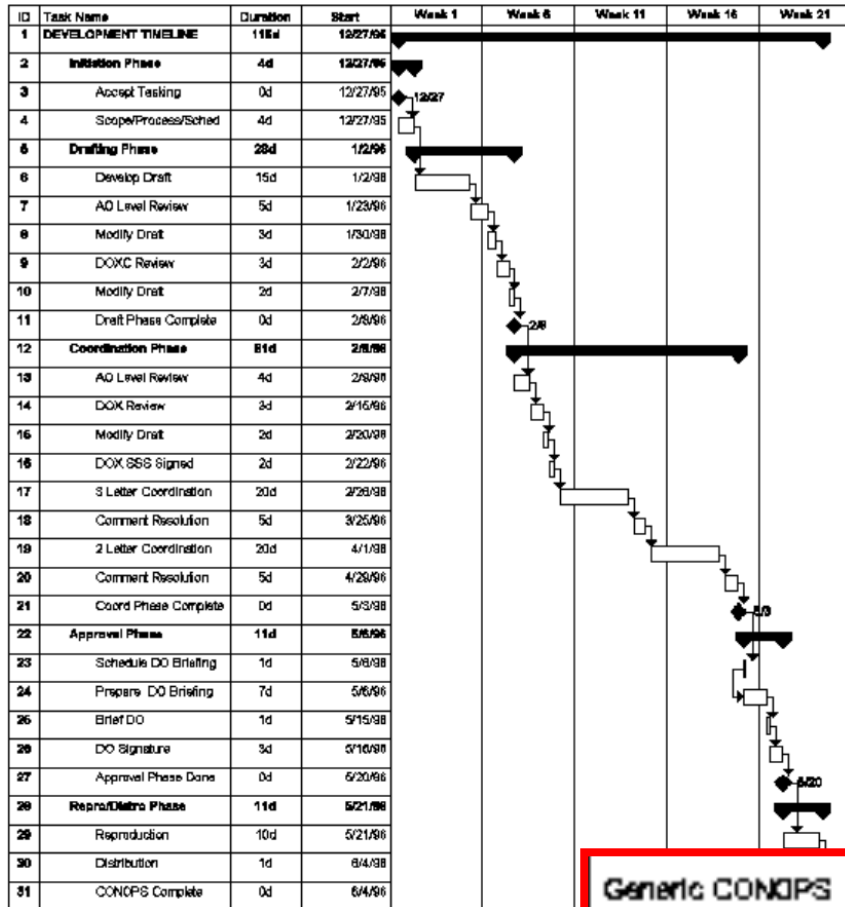 ID Task Name Duration Start Week 1 Week 6 Week 11 Week 16 Week 21
1 DEVELOPMENT TIMELINE 115d 12/27/95
2 Initiation Phase 4d 12/27/95
3 Accept Tasking 0d 12/27/95 12/27
4 Scope/Process/Sched 4d 12/27/95
5 Drafting Phase 28d 1/2/96
6 Develop Draft 15d 1/2/96
7 AO Level Review 5d 1/23/96
8 Modify Draft 3d 1/30/96
9 DOXC Review 3d 2/2/96
10 Modify Draft 2d 2/7/96
11 Draft Phase Complete 0d 2/8/96 2/8
12 Coordination Phase 61d 2/9/96
13 AO Level Review 4d 2/9/96
14 DOX Review 3d 2/15/96
15 Modify Draft 2d 2/20/96
16 DOX SSS Signed 2d 2/22/96
17 3 Letter Coordination 20d 2/26/96
18 Comment Resolution 5d 3/25/96
19 2 Letter Coordination 20d 4/1/96
20 Comment Resolution 5d 4/29/96
21 Coord Phase Complete 0d 5/3/96 5/3
22 Approval Phase 11d 5/6/96
23 Schedule DO Briefing 1d 5/6/96
24 Prepare DO Briefing 7d 5/6/96
25 Brief DO 1d 5/15/96
26 DO Signature 3d 5/16/96
27 Approval Phase Done 0d 5/20/96 5/20
28 Repro/Distro Phase 11d 5/21/96
29 Reproduction 10d 5/21/96
30 Distribution 1d 6/4/96
31 CONOPS Complete 0d 6/4/96
Generic CONOPS